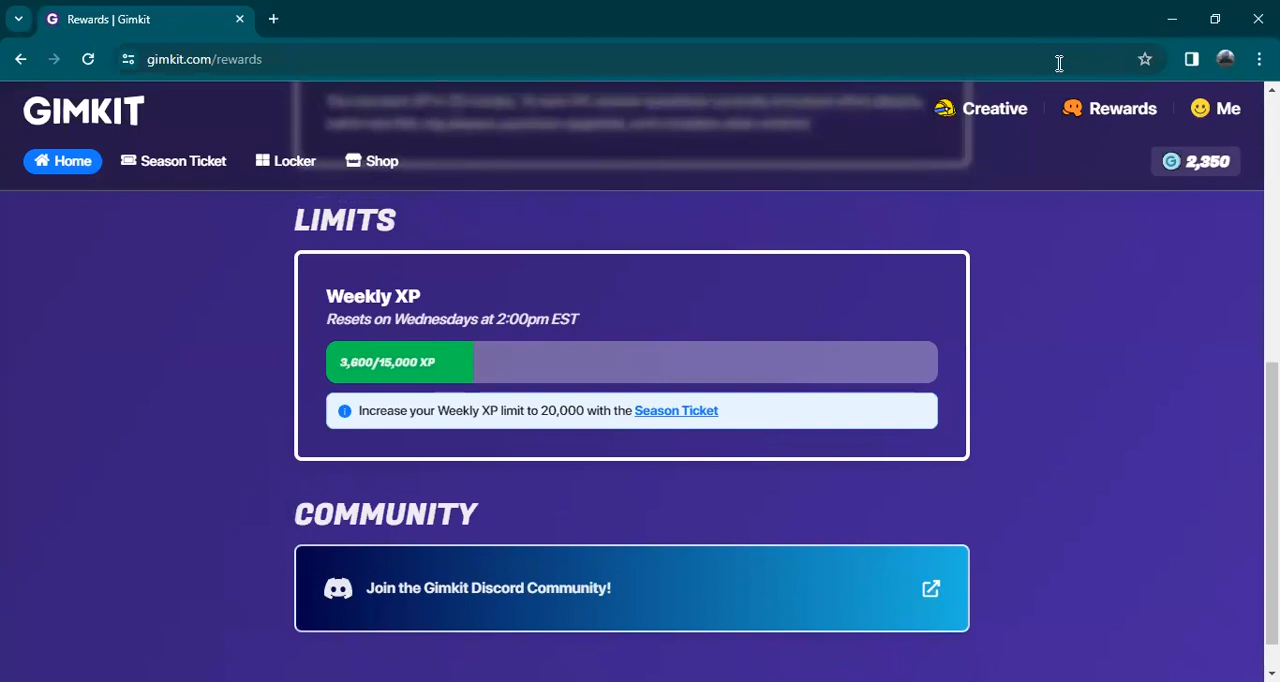 Rewards | Gimkit
gimkit.com/rewards
GIMKIT
Creative
Rewards
Me
Home
Season Ticket
Locker
Shop
2,350
LIMITS
Weekly XP
Resets on Wednesdays at 2:00pm EST
3,600/15,000 XP
Increase your Weekly XP limit to 20,000 with the Season Ticket
COMMUNITY
Join the Gimkit Discord Community!